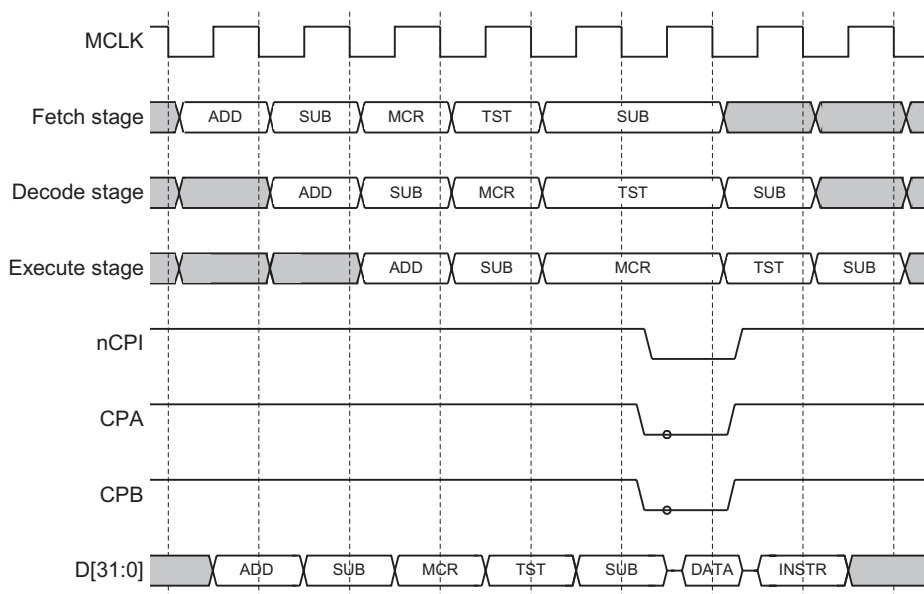 MCLK
Fetch stage ADD SUB MCR TST SUB
Decode stage ADD SUB MCR TST SUB
Execute stage ADD SUB MCR TST SUB
nCPI
CPA
CPB
D[31:0] ADD SUB MCR TST SUB DATA INSTR